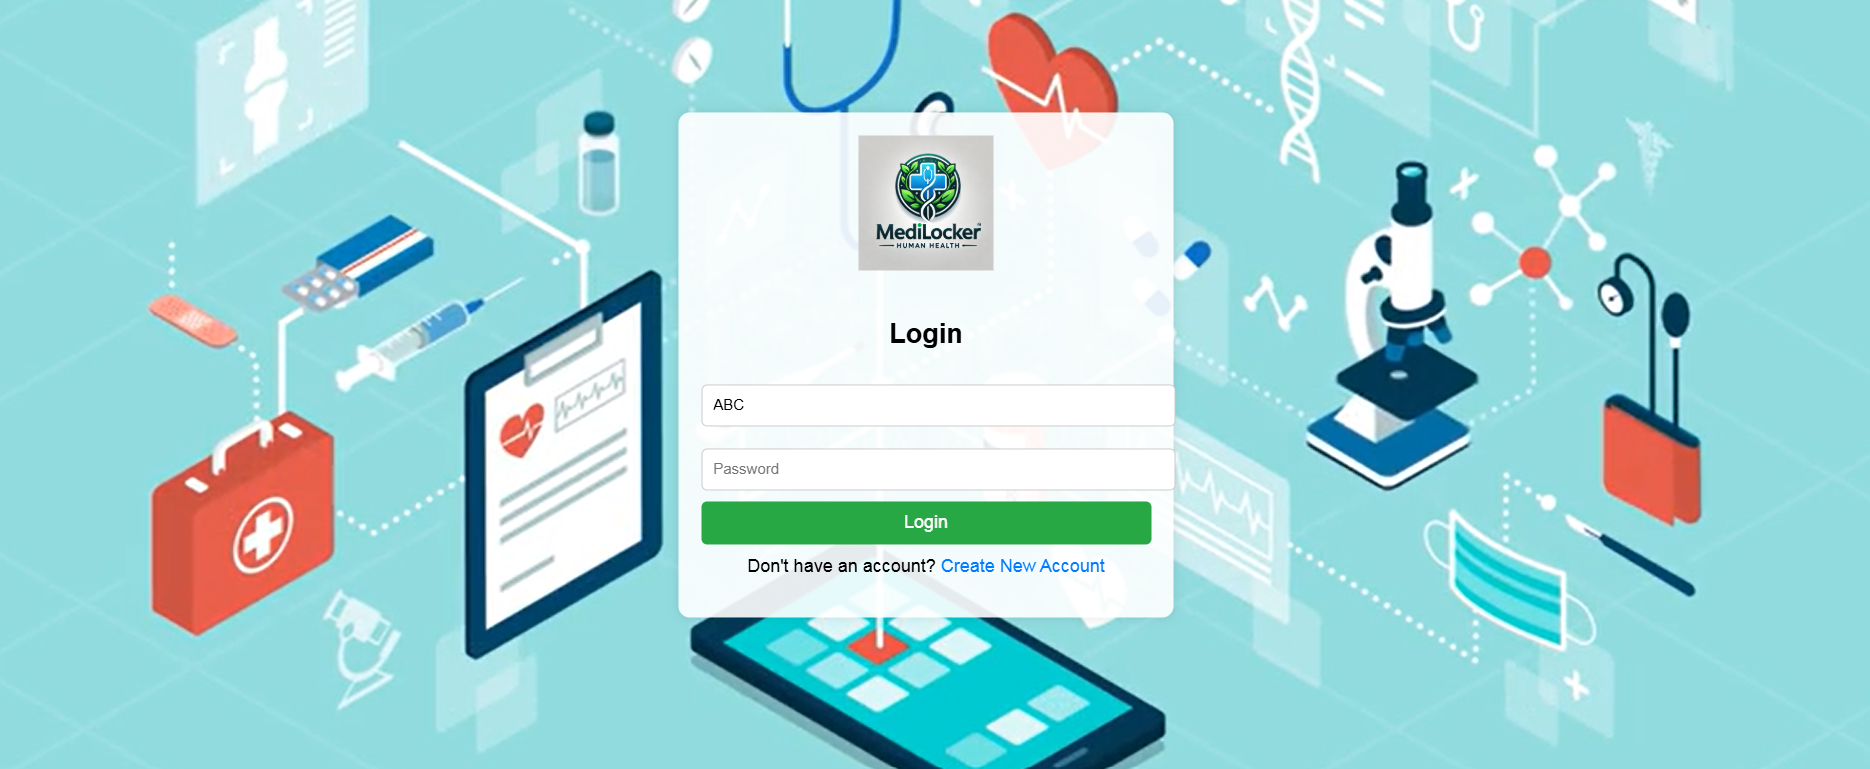 MediLocker
HUMAN HEALTH
Login
ABC
Password
Login
Don't have an account? Create New Account